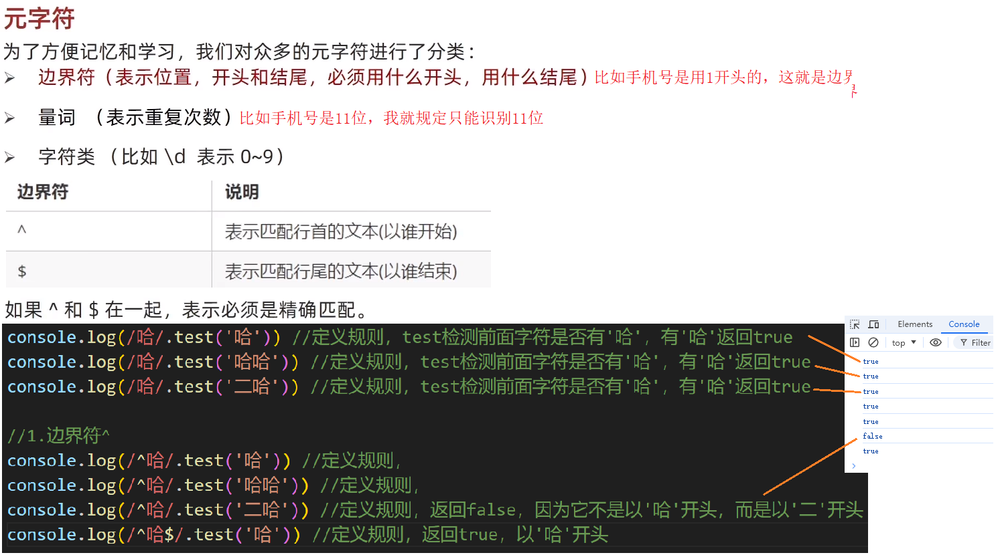 元字符
为了方便记忆和学习，我们对众多的元字符进行了分类：
➢ 边界符（表示位置，开头和结尾，必须用什么开头，用什么结尾）比如手机号是用1开头的，这就是边界
界
➢ 量词 （表示重复次数）比如手机号是11位，我就规定只能识别11位
➢ 字符类 （比如 \d 表示 0~9）
边界符 说明
^ 表示匹配行首的文本(以谁开始)
$ 表示匹配行尾的文本(以谁结束)
如果 ^ 和 $ 在一起，表示必须是精确匹配。
console.log(/哈/.test('哈')) //定义规则，test检测前面字符是否有'哈'，有'哈'返回true
console.log(/哈/.test('哈哈')) //定义规则，test检测前面字符是否有'哈'，有'哈'返回true
console.log(/哈/.test('二哈')) //定义规则，test检测前面字符是否有'哈'，有'哈'返回true
//1.边界符^
console.log(/^哈/.test('哈')) //定义规则，
console.log(/^哈/.test('哈哈')) //定义规则，
console.log(/^哈/.test('二哈')) //定义规则，返回false，因为它不是以'哈'开头，而是以'二'开头
console.log(/^哈$/.test('哈')) //定义规则，返回true，以'哈'开头
Elements Console
top Filter
true
true
true
true
true
false
true
>